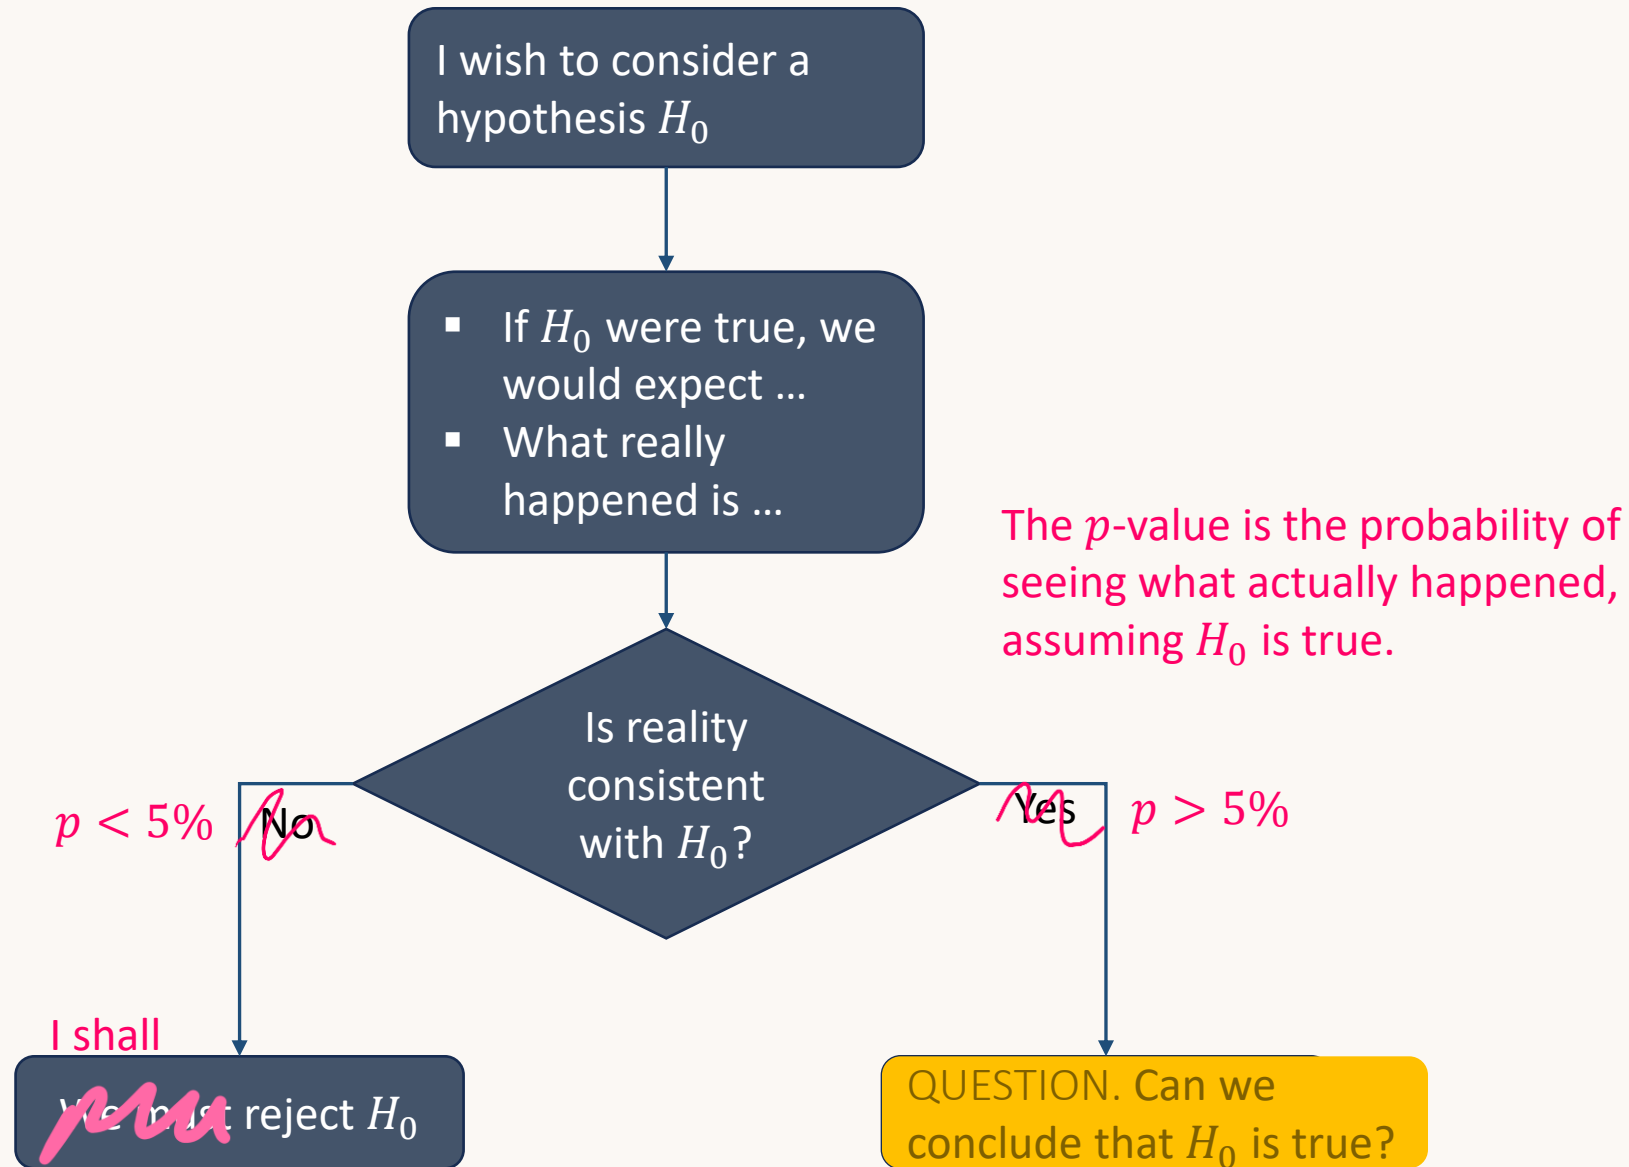 I wish to consider a
hypothesis H₀
▪ If H₀ were true, we
would expect …
▪ What really
happened is …
The p-value is the probability of
seeing what actually happened,
assuming H₀ is true.
Is reality
consistent
with H₀?
p < 5%
No
Yes
p > 5%
I shall
We must reject H₀
QUESTION. Can we
conclude that H₀ is true?